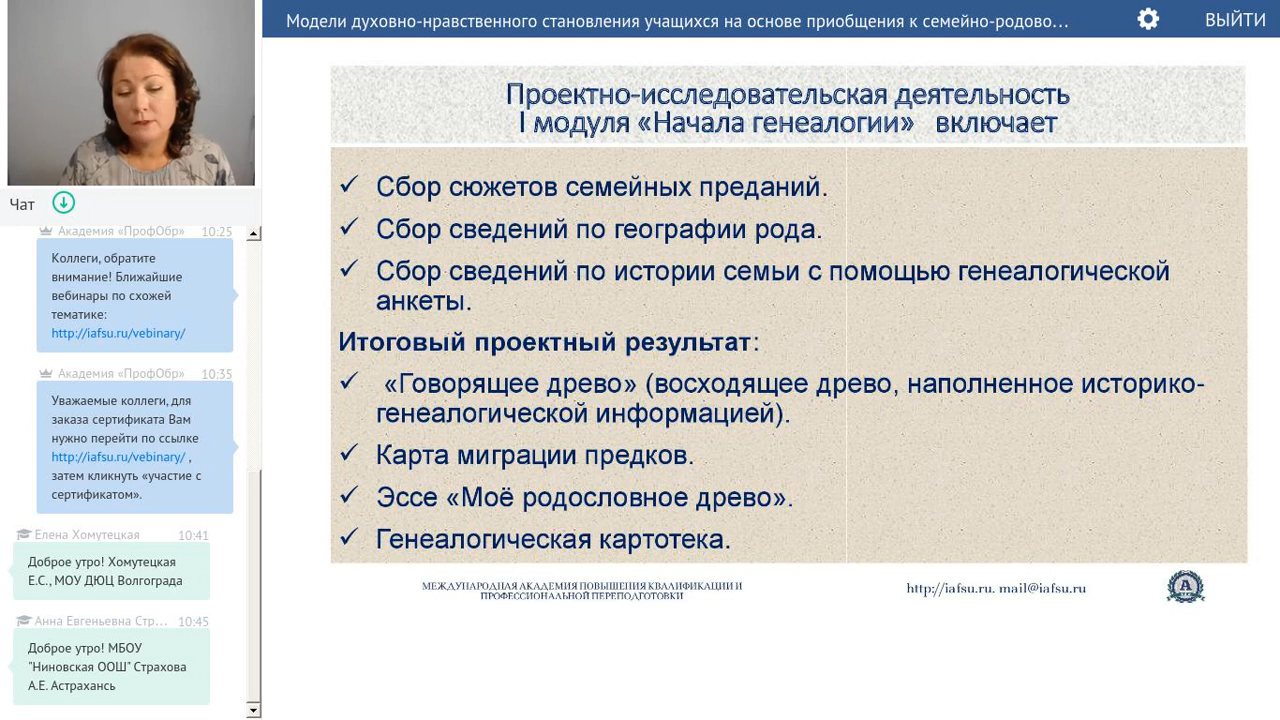 Модели духовно-нравственного становления учащихся на основе приобщения к семейно-родово...
ВЫЙТИ
Чат
Академия «ПрофОбр» 10:25
Коллеги, обратите
внимание! Ближайшие
вебинары по схожей
тематике:
http://iafsu.ru/vebinary/
Академия «ПрофОбр» 10:35
Уважаемые коллеги, для
заказа сертификата Вам
нужно перейти по ссылке
http://iafsu.ru/vebinary/ ,
затем кликнуть «участие с
сертификатом».
Елена Хомутецкая 10:41
Доброе утро! Хомутецкая
Е.С., МОУ ДЮЦ Волгограда
Анна Евгеньевна Стр... 10:45
Доброе утро! МБОУ
"Ниновская ООШ" Страхова
А.Е. Астрахансь
Проектно-исследовательская деятельность
I модуля «Начала генеалогии» включает
✓ Сбор сюжетов семейных преданий.
✓ Сбор сведений по географии рода.
✓ Сбор сведений по истории семьи с помощью генеалогической
анкеты.
Итоговый проектный результат:
✓ «Говорящее древо» (восходящее древо, наполненное историко-
генеалогической информацией).
✓ Карта миграции предков.
✓ Эссе «Моё родословное древо».
✓ Генеалогическая картотека.
МЕЖДУНАРОДНАЯ АКАДЕМИЯ ПОВЫШЕНИЯ КВАЛИФИКАЦИИ И
ПРОФЕССИОНАЛЬНОЙ ПЕРЕПОДГОТОВКИ
http://iafsu.ru. mail@iafsu.ru